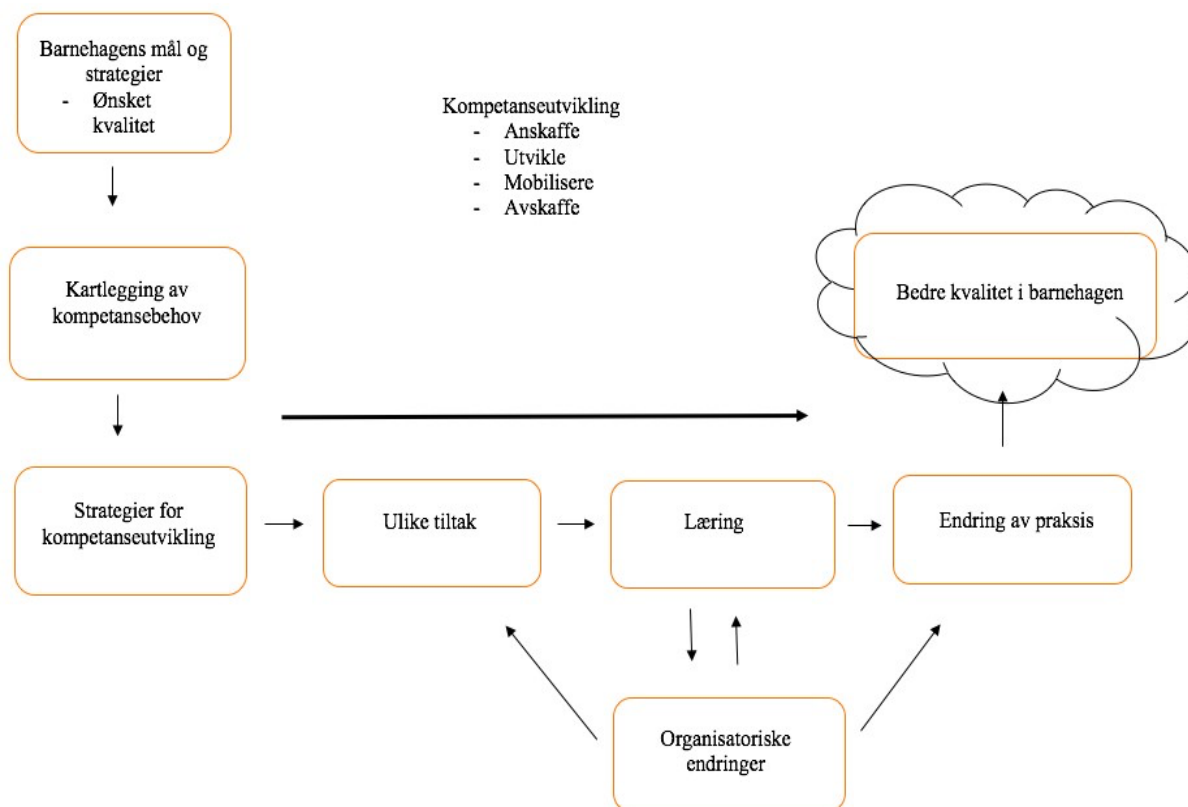 Barnehagens mål og
strategier
- Ønsket
kvalitet
Kompetanseutvikling
- Anskaffe
- Utvikle
- Mobilisere
- Avskaffe
Kartlegging av
kompetansebehov
Bedre kvalitet i barnehagen
Strategier for
kompetanseutvikling
Ulike tiltak
Læring
Endring av praksis
Organisatoriske
endringer